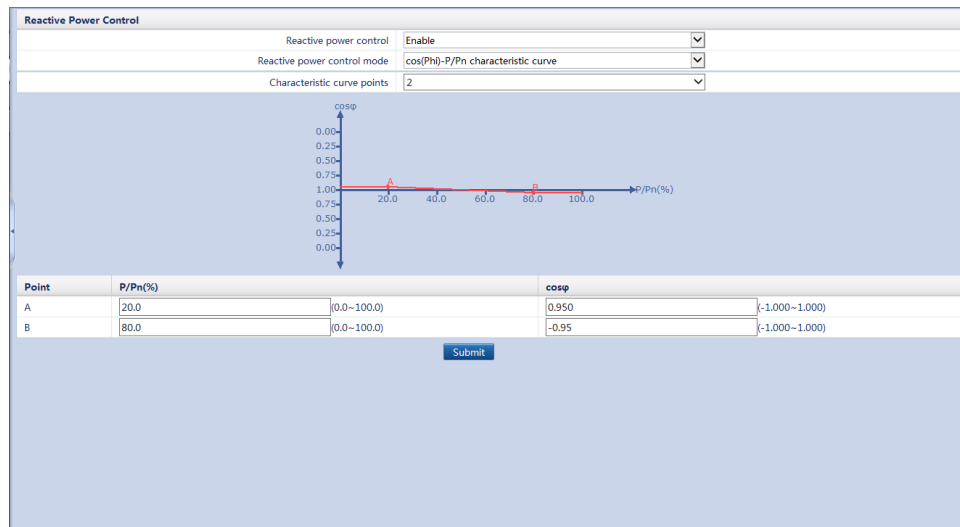 Reactive Power Control
Reactive power control Enable
Reactive power control mode cos(Phi)-P/Pn characteristic curve
Characteristic curve points 2
cosφ
0.00
0.25
0.50
0.75
A
1.00 B P/Pn(%)
20.0 40.0 60.0 80.0 100.0
0.75
0.50
0.25
0.00
Point P/Pn(%) cosφ
A 20.0 (0.0~100.0) 0.950 (-1.000~1.000)
B 80.0 (0.0~100.0) -0.95 (-1.000~1.000)
Submit